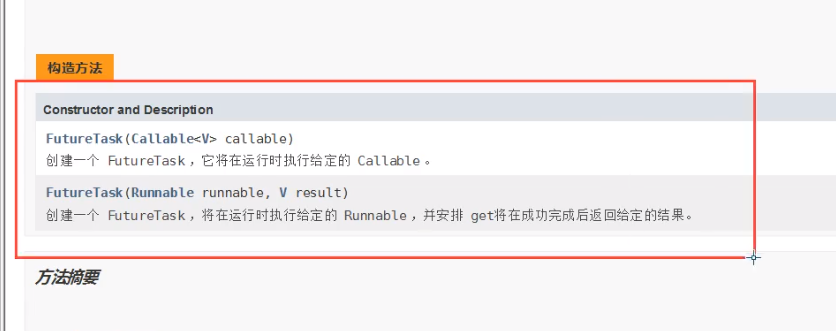 构造方法
Constructor and Description
FutureTask(Callable<V> callable)
创建一个 FutureTask，它将在运行时执行给定的 Callable 。
FutureTask(Runnable runnable, V result)
创建一个 FutureTask，将在运行时执行给定的 Runnable，并安排 get将在成功完成后返回给定的结果。
方法摘要